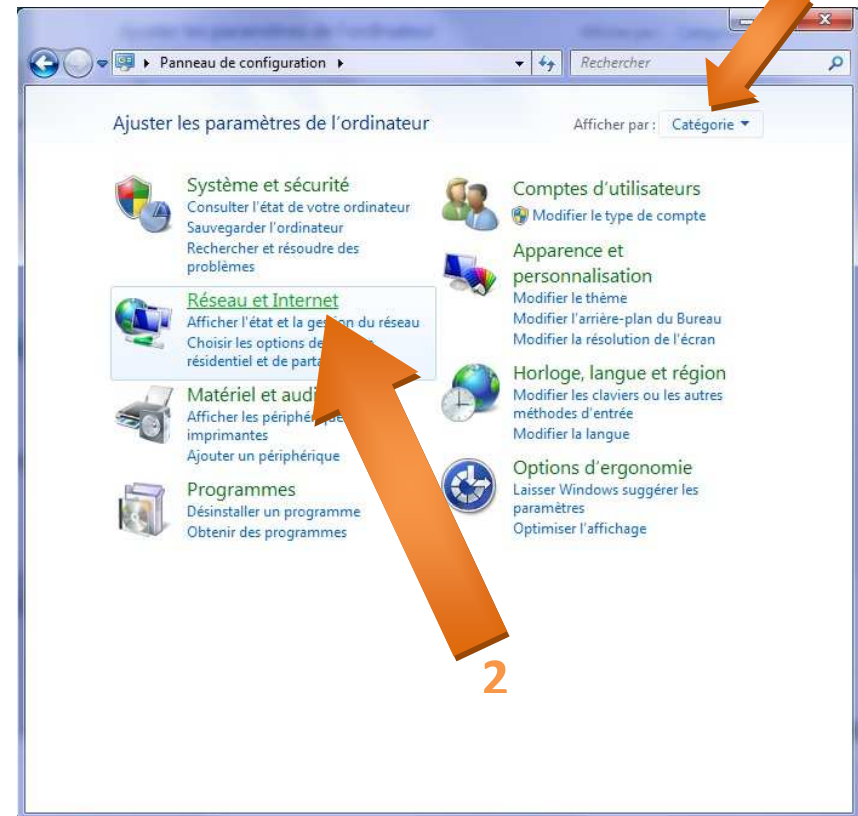 Panneau de configuration
Rechercher
Ajuster les paramètres de l'ordinateur
Afficher par :
Catégorie
Système et sécurité
Consulter l'état de votre ordinateur
Sauvegarder l'ordinateur
Rechercher et résoudre des
problèmes
Réseau et Internet
Afficher l'état et la gestion du réseau
Choisir les options de
résidentiel et de
Matériel et
Afficher les
imprimantes
Ajouter un périphérique
Programmes
Désinstaller un programme
Obtenir des programmes
Comptes d'utilisateurs
Modifier le type de compte
Apparence et
personnalisation
Modifier le thème
Modifier l'arrière-plan du Bureau
Modifier la résolution de l'écran
Horloge, langue et région
Modifier les claviers ou les autres
méthodes d'entrée
Modifier la langue
Options d'ergonomie
Laisser Windows suggérer les
paramètres
Optimiser l'affichage
2